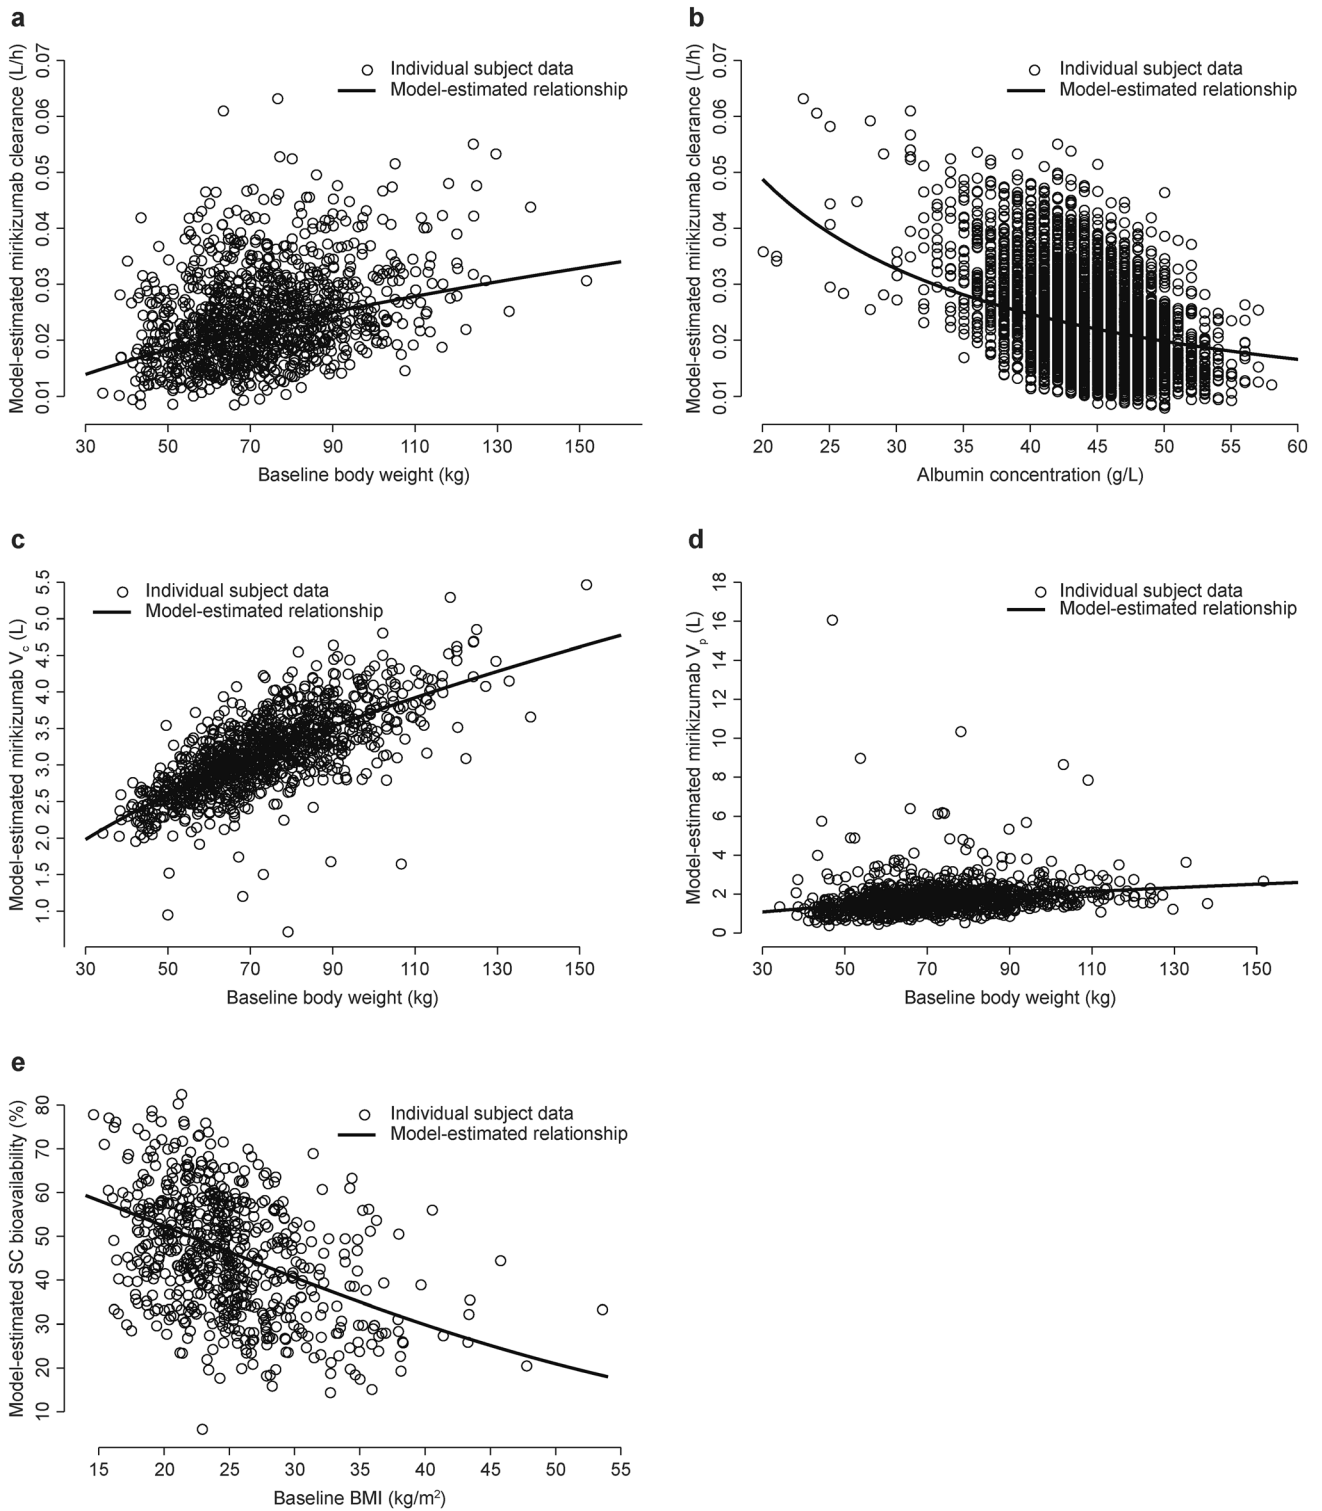 a
Model-estimated mirikizumab clearance (L/h)
0.07
0.06
0.05
0.04
0.03
0.02
0.01
Individual subject data
Model-estimated relationship
30 50 70 90 110 130 150
Baseline body weight (kg)
b
Model-estimated mirikizumab clearance (L/h)
0.07
0.06
0.05
0.04
0.03
0.02
0.01
Individual subject data
Model-estimated relationship
20 25 30 35 40 45 50 55 60
Albumin concentration (g/L)
c
Model-estimated mirikizumab Vc (L)
5.5
5.0
4.5
4.0
3.5
3.0
2.5
2.0
1.5
1.0
Individual subject data
Model-estimated relationship
30 50 70 90 110 130 150
Baseline body weight (kg)
d
Model-estimated mirikizumab Vp (L)
18
16
14
12
10
8
6
4
2
0
Individual subject data
Model-estimated relationship
30 50 70 90 110 130 150
Baseline body weight (kg)
e
Model-estimated SC bioavailability (%)
80
70
60
50
40
30
20
10
Individual subject data
Model-estimated relationship
15 20 25 30 35 40 45 50 55
Baseline BMI (kg/m²)